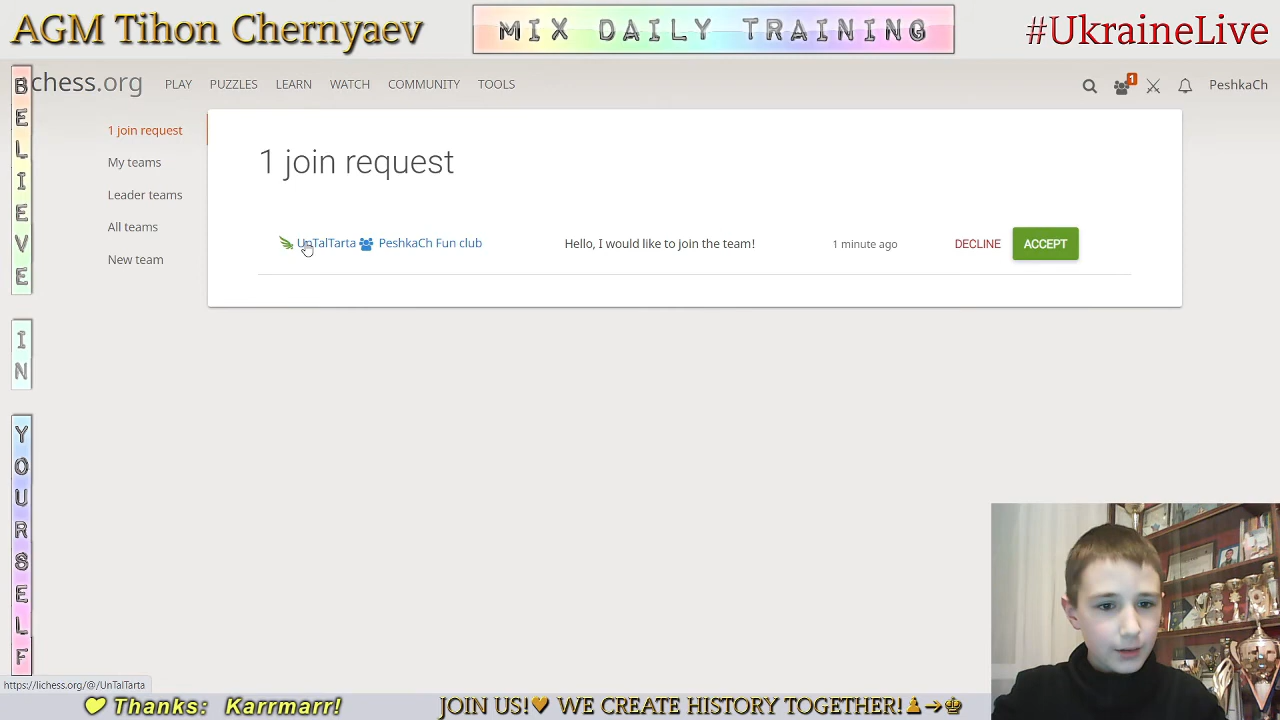 AGM Tihon Chernyaev
MIX DAILY TRAINING
#UkraineLive
chess.org
PLAY
PUZZLES
LEARN
WATCH
COMMUNITY
TOOLS
1
PeshkaCh
BELIEVE
IN
YOURSELF
1 join request
My teams
Leader teams
All teams
New team
1 join request
UnTalTarta PeshkaCh Fun club
Hello, I would like to join the team!
1 minute ago
DECLINE
ACCEPT
https://lichess.org/@/UnTalTarta
Thanks: Karrmarr!
JOIN US! WE CREATE HISTORY TOGETHER!